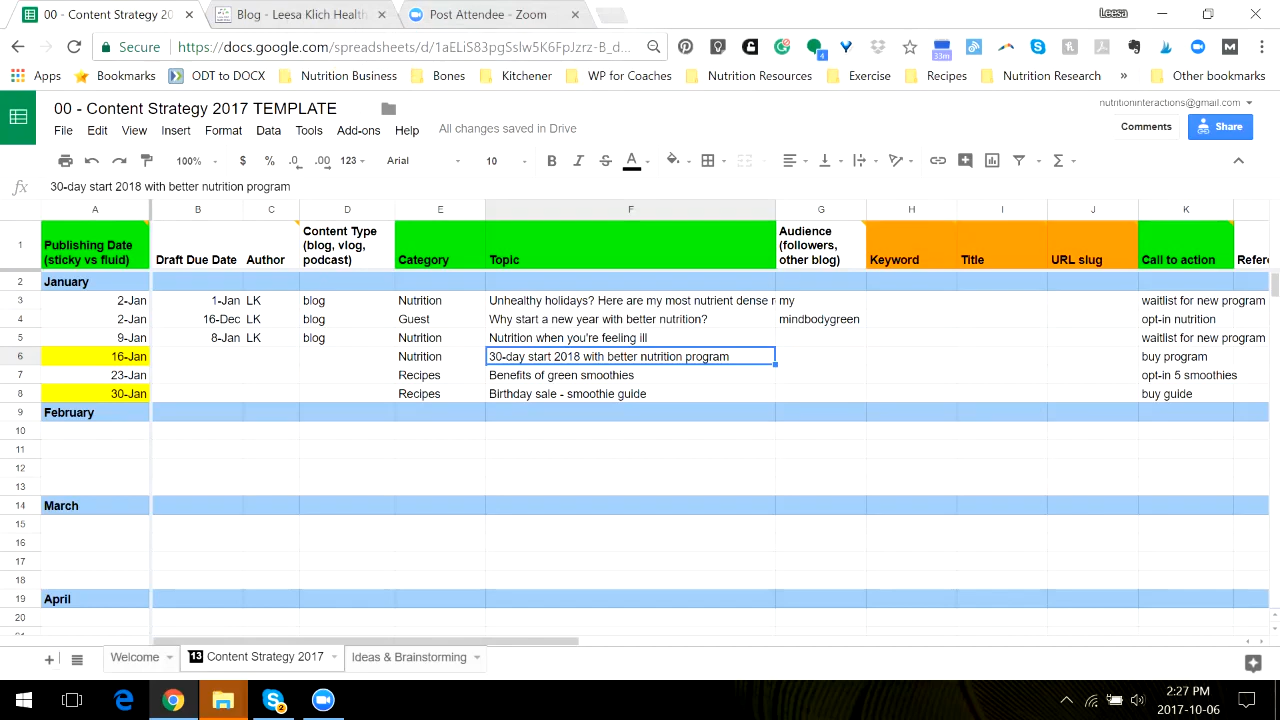 00 - Content Strategy 20
Blog - Leesa Klich Health
Post Attendee - Zoom
Leesa
Secure
https://docs.google.com/spreadsheets/d/1aELiS83pgSslw5K6FpJzrz-B_d...
4
33m
Apps
Bookmarks
ODT to DOCX
Nutrition Business
Bones
Kitchener
WP for Coaches
Nutrition Resources
Exercise
Recipes
Nutrition Research
»
Other bookmarks
00 - Content Strategy 2017 TEMPLATE
nutritioninteractions@gmail.com
File Edit View Insert Format Data Tools Add-ons Help
All changes saved in Drive
Comments
Share
100% $ % .0 .00 123 Arial 10 B I S A Σ
fx 30-day start 2018 with better nutrition program
A B C D E F G H I J K
1 Publishing Date (sticky vs fluid) Draft Due Date Author Content Type (blog, vlog, podcast) Category Topic Audience (followers, other blog) Keyword Title URL slug Call to action Refere
2 January
3 2-Jan 1-Jan LK blog Nutrition Unhealthy holidays? Here are my most nutrient dense r my waitlist for new program
4 2-Jan 16-Dec LK blog Guest Why start a new year with better nutrition? mindbodygreen opt-in nutrition
5 9-Jan 8-Jan LK blog Nutrition Nutrition when you're feeling ill waitlist for new program
6 16-Jan Nutrition 30-day start 2018 with better nutrition program buy program
7 23-Jan Recipes Benefits of green smoothies opt-in 5 smoothies
8 30-Jan Recipes Birthday sale - smoothie guide buy guide
9 February
10
11
12
13
14 March
15
16
17
18
19 April
20
Welcome
13 Content Strategy 2017
Ideas & Brainstorming
2
2:27 PM
2017-10-06